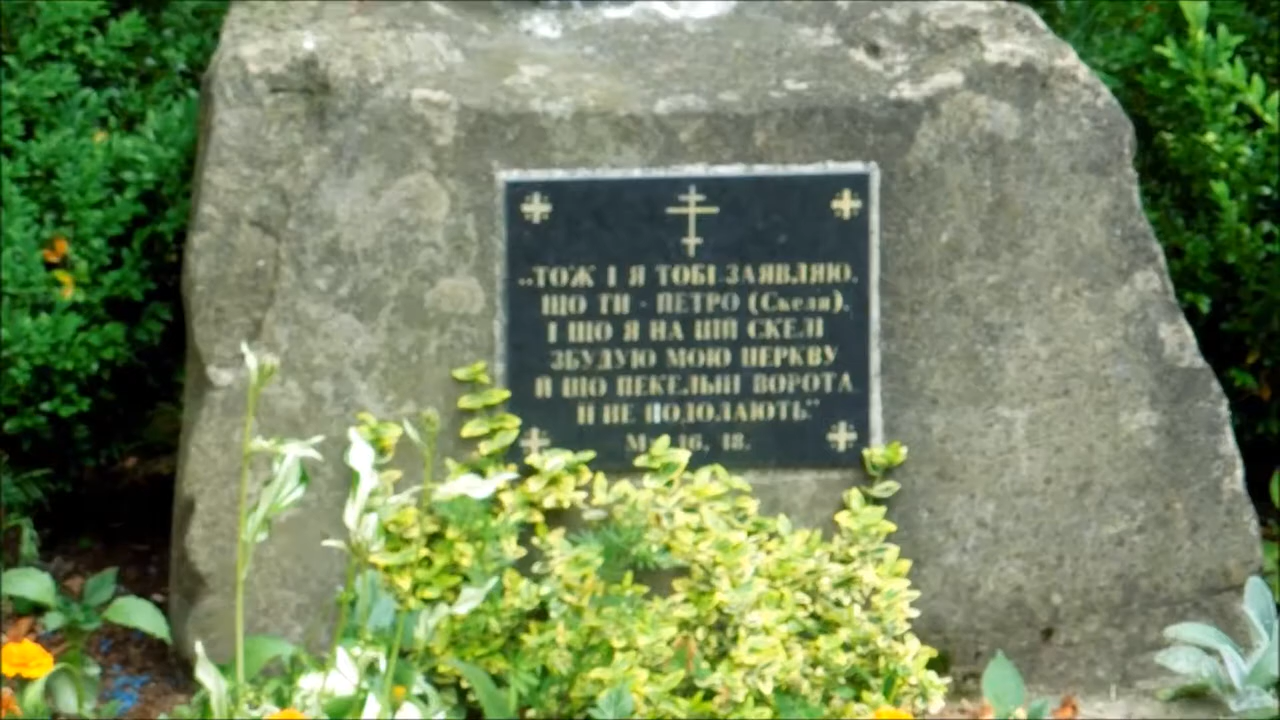 „ТОЖ І Я ТОБІ ЗАЯВЛЯЮ,
ЩО ТИ - ПЕТРО (Скеля),
І ЩО Я НА ЦІЙ СКЕЛІ
ЗБУДУЮ МОЮ ЦЕРКВУ
Й ЩО ПЕКЕЛЬНІ ВОРОТА
ЇЇ НЕ ПОДОЛАЮТЬ”
Мт. 16, 18.